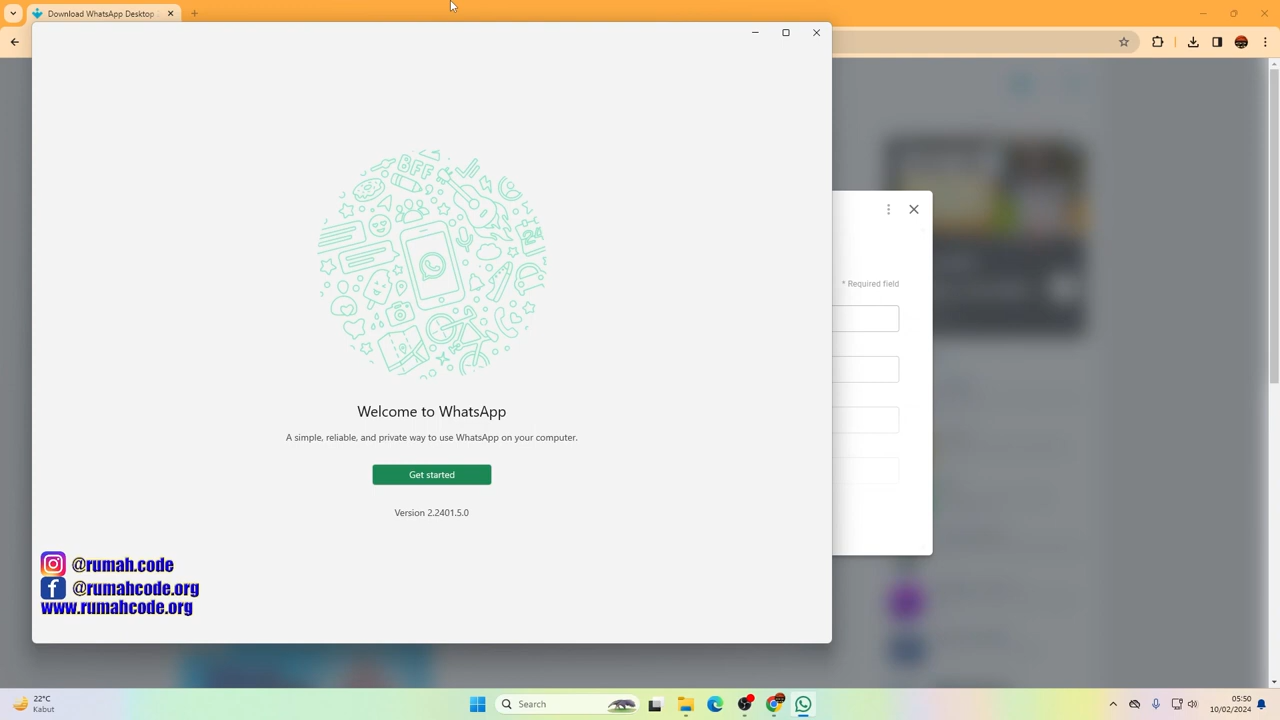 Download WhatsApp Desktop
* Required field
BFF
24
Welcome to WhatsApp
A simple, reliable, and private way to use WhatsApp on your computer.
Get started
Version 2.2401.5.0
@rumah.code
@rumahcode.org
www.rumahcode.org
22°C
Kabut
Search
05:50
10/02/2024